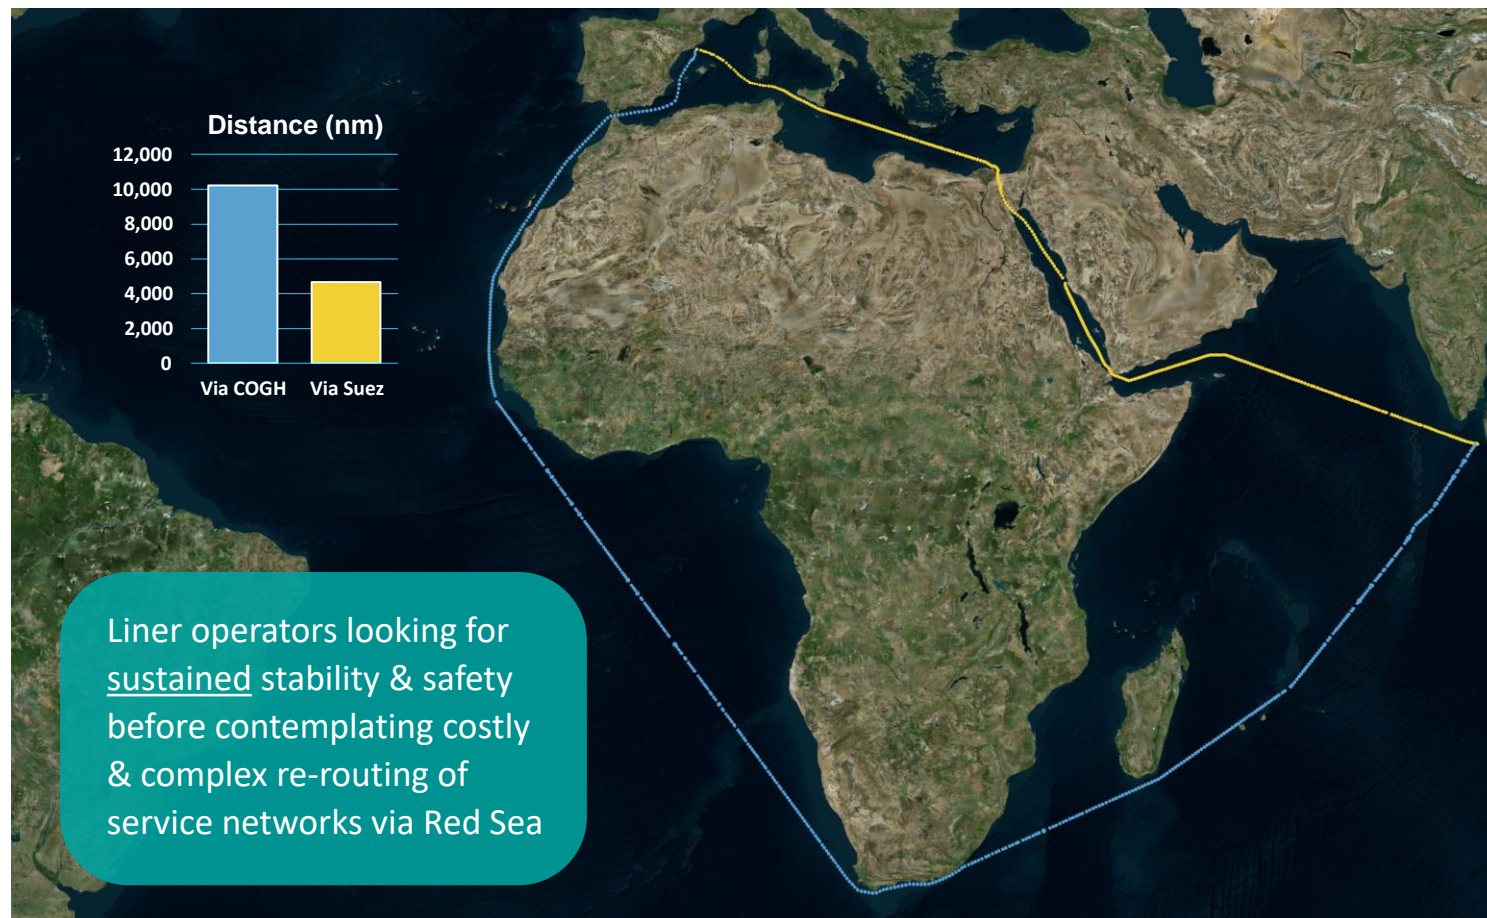 Distance (nm)
12,000
10,000
8,000
6,000
4,000
2,000
0
Via COGH Via Suez
Liner operators looking for
sustained stability & safety
before contemplating costly
& complex re-routing of
service networks via Red Sea